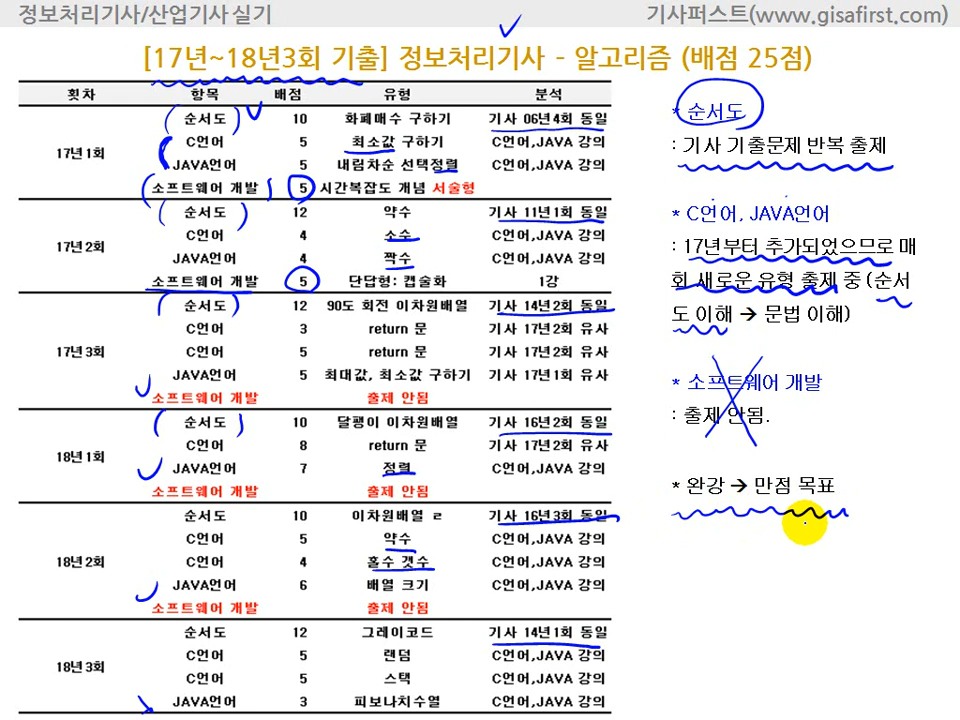 정보처리기사/산업기사 실기
기사퍼스트(www.gisafirst.com)
[17년~18년3회 기출] 정보처리기사 - 알고리즘 (배점 25점)
횟차 항목 배점 유형 분석
17년 1회
순서도 10 화폐매수 구하기 기사 06년4회 동일
C언어 5 최소값 구하기 C언어,JAVA 강의
JAVA언어 5 내림차순 선택정렬 C언어,JAVA 강의
소프트웨어 개발 5 시간복잡도 개념 서술형
17년 2회
순서도 12 약수 기사 11년1회 동일
C언어 4 소수 C언어,JAVA 강의
JAVA언어 4 짝수 C언어,JAVA 강의
소프트웨어 개발 5 단답형: 캡술화 1강
17년 3회
순서도 12 90도 회전 이차원배열 기사 14년2회 동일
C언어 3 return 문 기사 17년2회 유사
C언어 5 return 문 기사 17년2회 유사
JAVA언어 5 최대값, 최소값 구하기 기사 17년1회 유사
소프트웨어 개발 출제 안됨
18년 1회
순서도 10 달팽이 이차원배열 기사 16년2회 동일
C언어 8 return 문 기사 17년2회 유사
JAVA언어 7 정렬 C언어,JAVA 강의
소프트웨어 개발 출제 안됨
18년 2회
순서도 10 이차원배열 ㄹ 기사 16년3회 동일
C언어 5 약수 C언어,JAVA 강의
C언어 4 홀수 갯수 C언어,JAVA 강의
JAVA언어 6 배열 크기 C언어,JAVA 강의
소프트웨어 개발 출제 안됨
18년 3회
순서도 12 그레이코드 기사 14년1회 동일
C언어 5 랜덤 C언어,JAVA 강의
C언어 5 스택 C언어,JAVA 강의
JAVA언어 3 피보나치수열 C언어,JAVA 강의
* 순서도
: 기사 기출문제 반복 출제
* C언어, JAVA언어
: 17년부터 추가되었으므로 매
회 새로운 유형 출제 중 (순서
도 이해 → 문법 이해)
* 소프트웨어 개발
: 출제 안됨.
* 완강 → 만점 목표